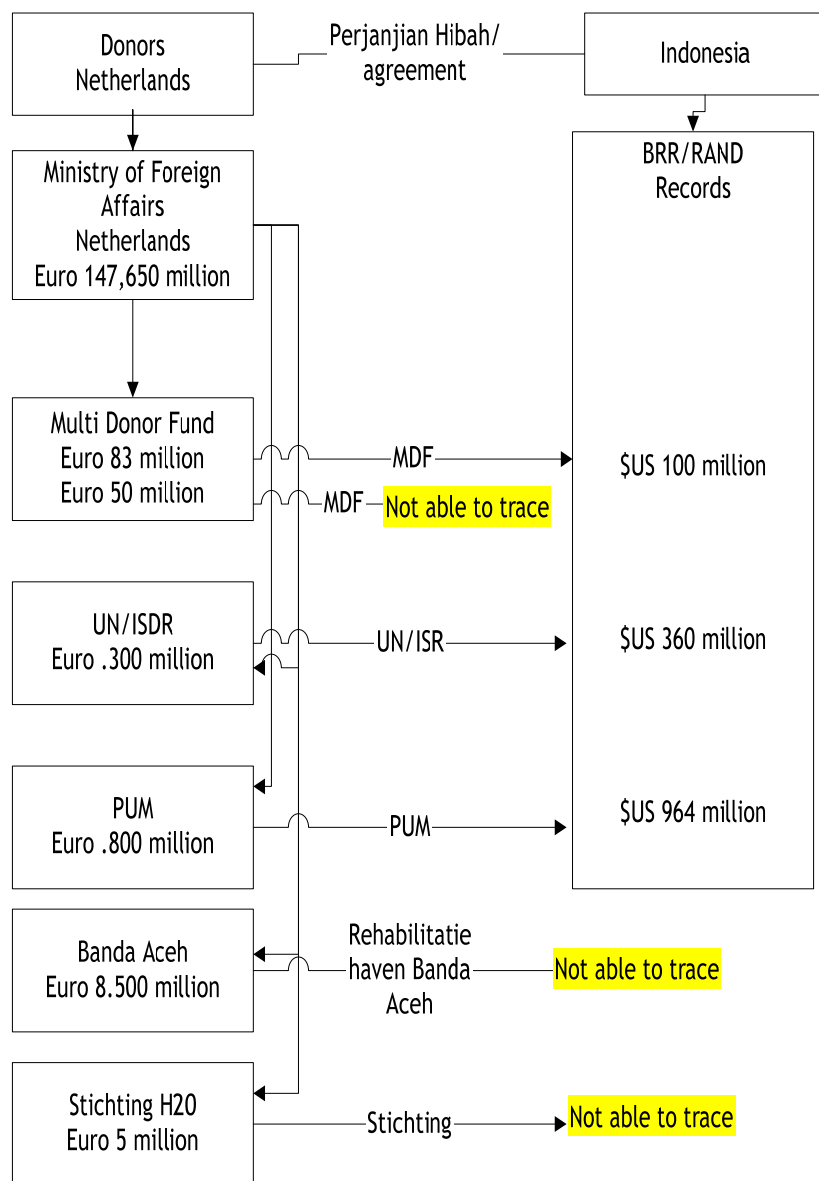 Donors
Netherlands
Perjanjian Hibah/
agreement
Indonesia
Ministry of Foreign
Affairs
Netherlands
Euro 147,650 million
BRR/RAND
Records
Multi Donor Fund
Euro 83 million
Euro 50 million
MDF
$US 100 million
MDF
Not able to trace
UN/ISDR
Euro .300 million
UN/ISR
$US 360 million
PUM
Euro .800 million
PUM
$US 964 million
Banda Aceh
Euro 8.500 million
Rehabilitatie
haven Banda
Aceh
Not able to trace
Stichting H20
Euro 5 million
Stichting
Not able to trace